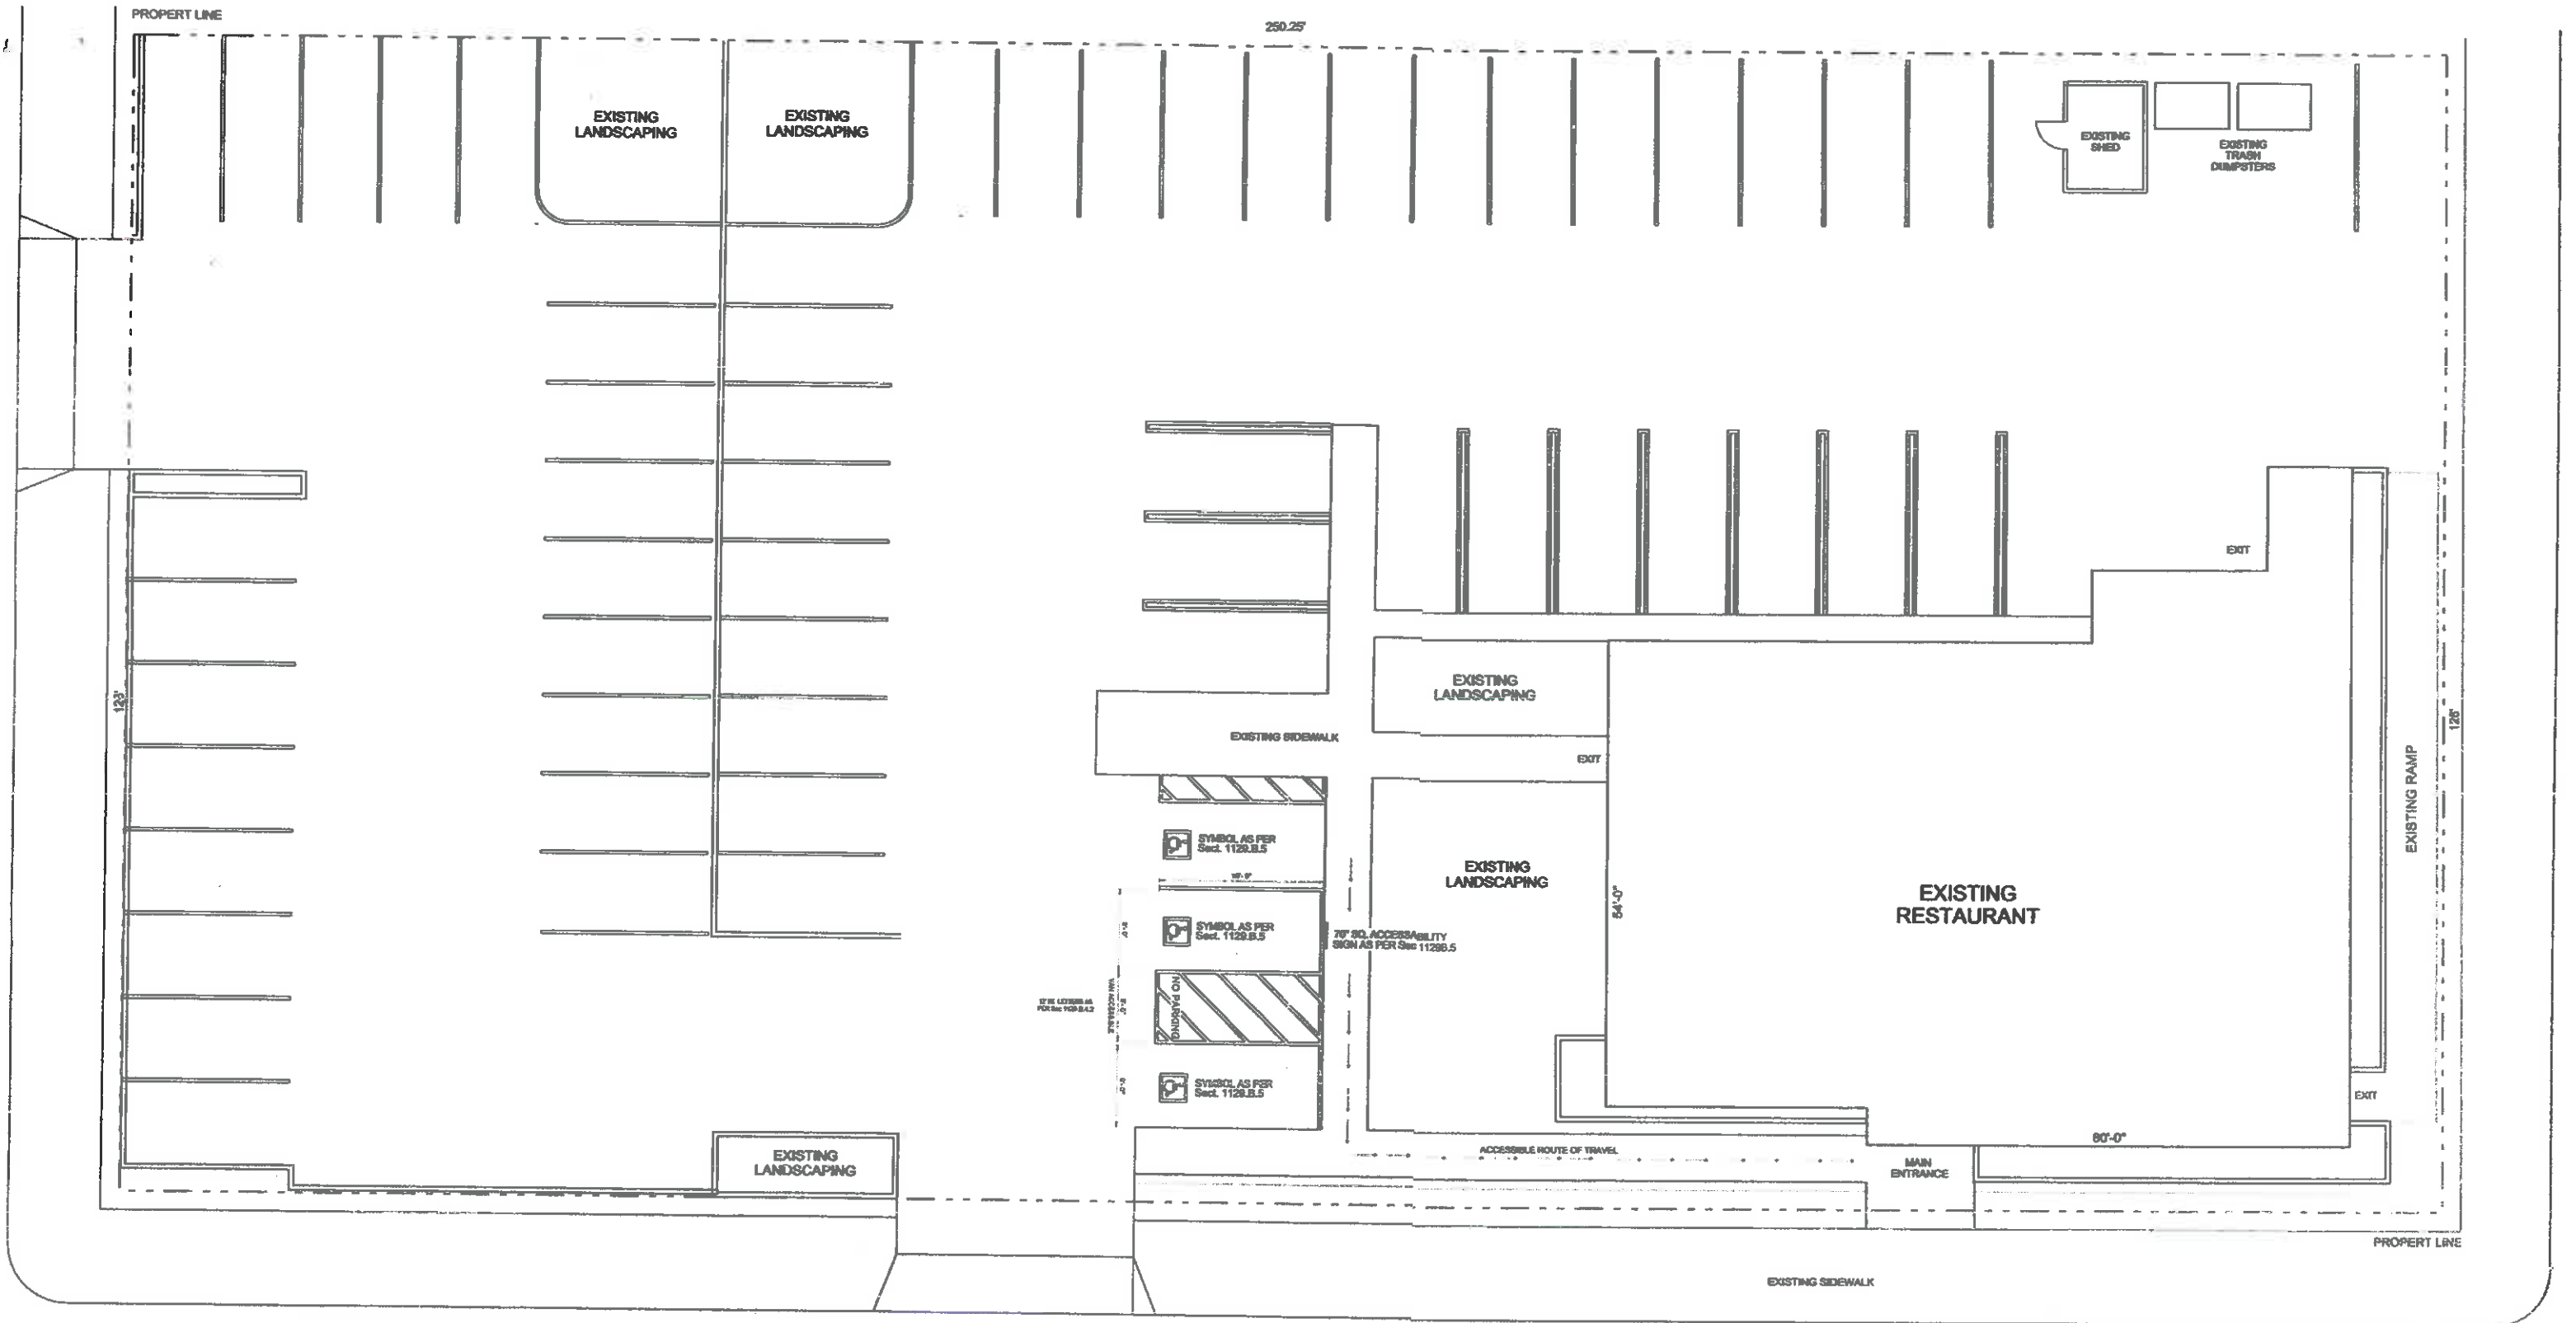 PROPERT LINE
250.25'
EXISTING
LANDSCAPING
EXISTING
LANDSCAPING
EXISTING
SHED
EXISTING
TRASH
DUMPSTERS
EXIT
EXISTING
LANDSCAPING
123'
126'
EXISTING SIDEWALK
EXIT
EXISTING RAMP
SYMBOL AS PER
Sect. 1129.B.5
EXISTING
LANDSCAPING
54'-0"
EXISTING
RESTAURANT
SYMBOL AS PER
Sect. 1129.B.5
70" SQ. ACCESSABILITY
SIGN AS PER Sec 1129B.5
NO PARKING
VAN ACCESSIBLE
SYMBOL AS PER
Sect. 1129.B.5
EXIT
60'-0"
EXISTING
LANDSCAPING
ACCESSIBLE ROUTE OF TRAVEL
MAIN
ENTRANCE
PROPERT LINE
EXISTING SIDEWALK